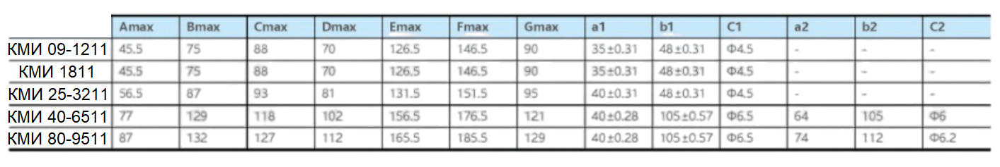 Amax Bmax Cmax Dmax Emax Fmax Gmax a1 b1 C1 a2 b2 C2
КМИ 09-1211 45.5 75 88 70 126.5 146.5 90 35±0.31 48±0.31 Φ4.5 - - -
КМИ 1811 45.5 75 88 70 126.5 146.5 90 35±0.31 48±0.31 Φ4.5 - - -
КМИ 25-3211 56.5 87 93 81 131.5 151.5 95 40±0.31 48±0.31 Φ4.5 - - -
КМИ 40-6511 77 129 118 102 156.5 176.5 121 40±0.28 105±0.57 Φ6.5 64 105 Φ6
КМИ 80-9511 87 132 127 112 165.5 185.5 129 40±0.28 105±0.57 Φ6.5 74 112 Φ6.2